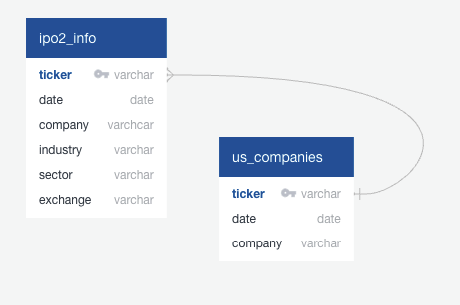 ipo2_info
ticker varchar
date date
company varchcar
industry varchar
sector varchar
exchange varchar
us_companies
ticker varchar
date date
company varchar